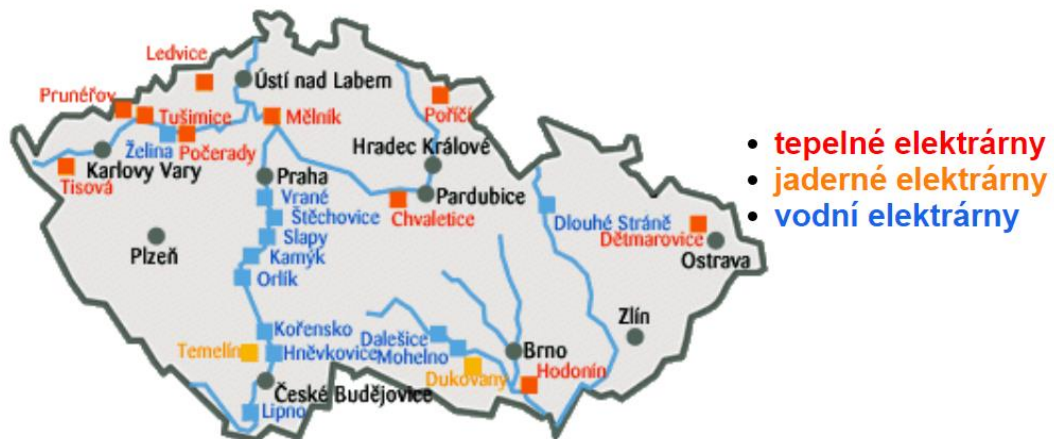 Ledvice
Ústí nad Labem
Prunéřov
Tušimice
Mělník
Poříčí
Želina
Počerady
Karlovy Vary
Tisová
Hradec Králové
Praha
Pardubice
Vrané
Chvaletice
Štěchovice
Dlouhé Stráně
Dětmarovice
Slapy
Plzeň
Kamýk
Ostrava
Orlík
Zlín
Kořensko
Dalešice
Temelín
Hněvkovice
Mohelno
Brno
Dukovany
Hodonín
České Budějovice
Lipno
• tepelné elektrárny
• jaderné elektrárny
• vodní elektrárny